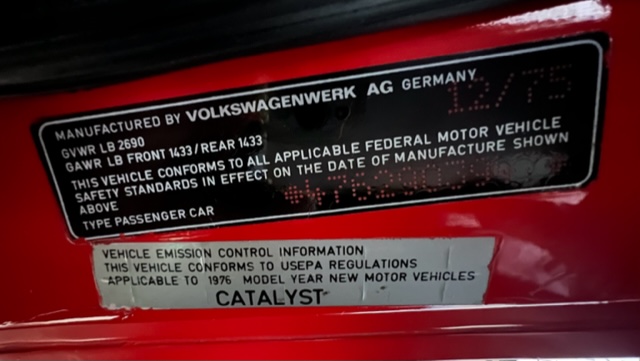 MANUFACTURED BY VOLKSWAGENWERK AG GERMANY 12/75
GVWR LB 2690
GAWR LB FRONT 1433/REAR 1433
THIS VEHICLE CONFORMS TO ALL APPLICABLE FEDERAL MOTOR VEHICLE
SAFETY STANDARDS IN EFFECT ON THE DATE OF MANUFACTURE SHOWN
ABOVE
TYPE PASSENGER CAR
VEHICLE EMISSION CONTROL INFORMATION
THIS VEHICLE CONFORMS TO USEPA REGULATIONS
APPLICABLE TO 1976 MODEL YEAR NEW MOTOR VEHICLES
CATALYST